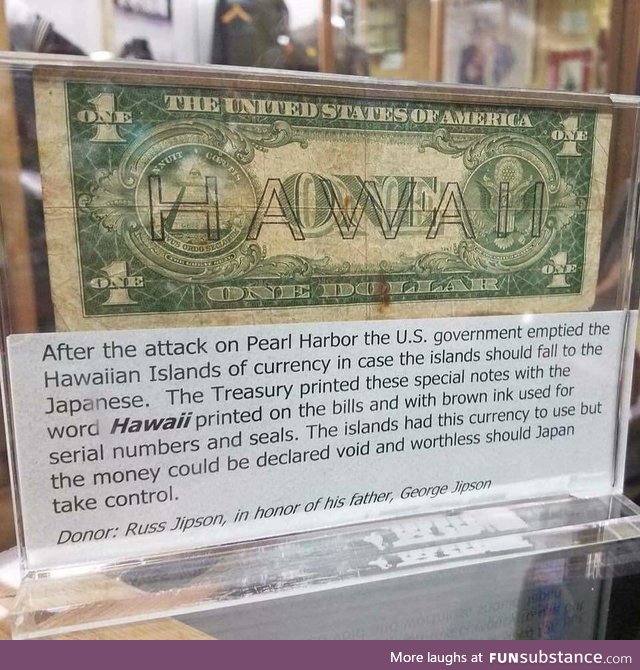 THE UNITED STATES OF AMERICA
ONE ONE
HAWAII
ONE
ONE ONE
ONE DOLLAR
After the attack on Pearl Harbor the U.S. government emptied the
Hawaiian Islands of currency in case the islands should fall to the
Japanese. The Treasury printed these special notes with the
word Hawaii printed on the bills and with brown ink used for
serial numbers and seals. The islands had this currency to use but
the money could be declared void and worthless should Japan
take control.
Donor: Russ Jipson, in honor of his father, George Jipson
More laughs at FUNsubstance.com